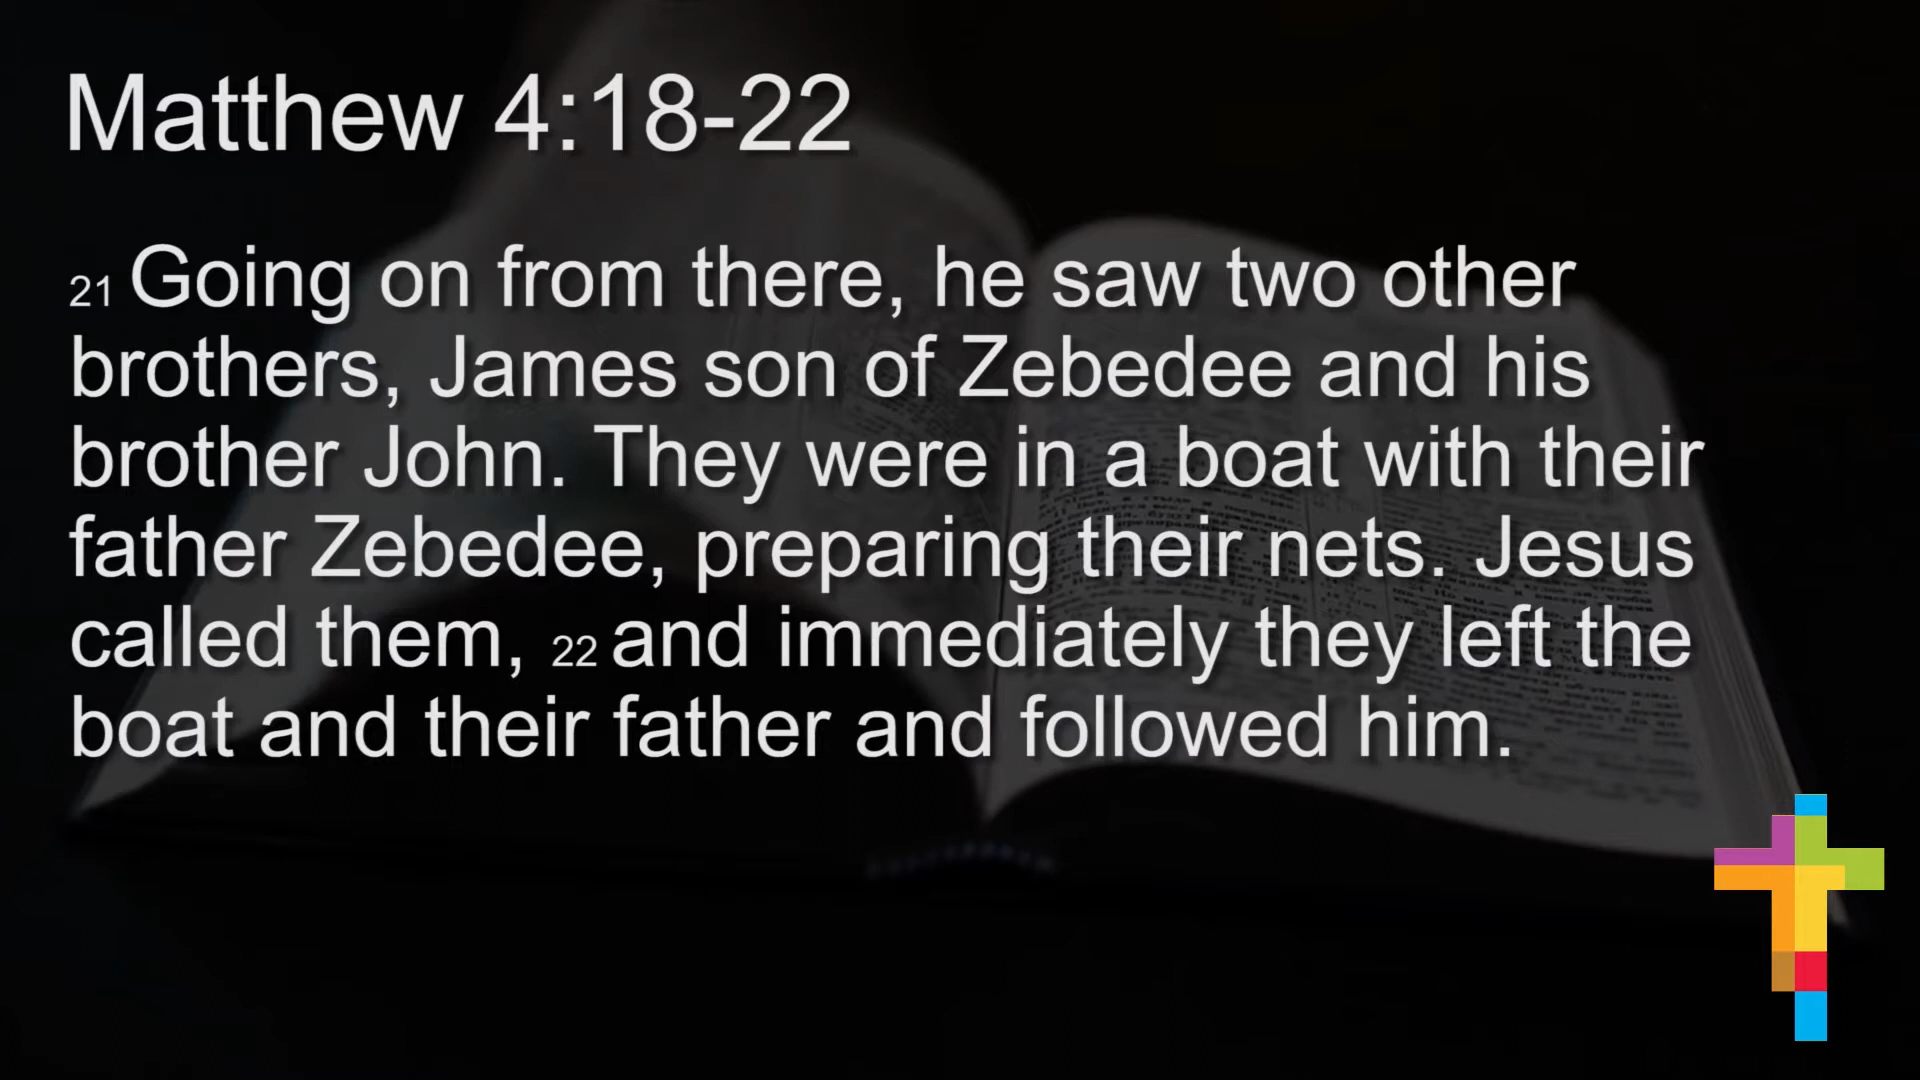 Matthew 4:18-22
21 Going on from there, he saw two other
brothers, James son of Zebedee and his
brother John. They were in a boat with their
father Zebedee, preparing their nets. Jesus
called them, 22 and immediately they left the
boat and their father and followed him.